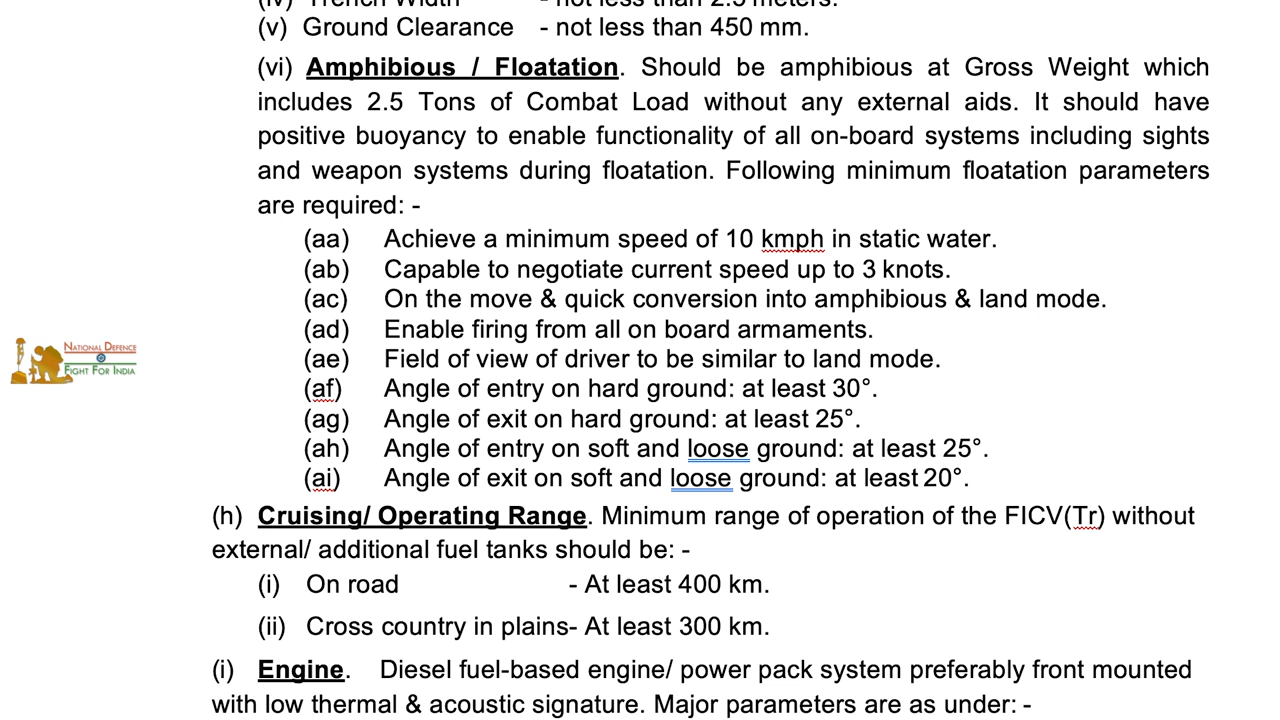 (iv) Trench Width - not less than 2.5 meters.
(v) Ground Clearance - not less than 450 mm.
(vi) Amphibious / Floatation. Should be amphibious at Gross Weight which
includes 2.5 Tons of Combat Load without any external aids. It should have
positive buoyancy to enable functionality of all on-board systems including sights
and weapon systems during floatation. Following minimum floatation parameters
are required: -
(aa) Achieve a minimum speed of 10 kmph in static water.
(ab) Capable to negotiate current speed up to 3 knots.
(ac) On the move & quick conversion into amphibious & land mode.
(ad) Enable firing from all on board armaments.
NATIONAL DEFENCE
FIGHT FOR INDIA
(ae) Field of view of driver to be similar to land mode.
(af) Angle of entry on hard ground: at least 30°.
(ag) Angle of exit on hard ground: at least 25°.
(ah) Angle of entry on soft and loose ground: at least 25°.
(ai) Angle of exit on soft and loose ground: at least 20°.
(h) Cruising/ Operating Range. Minimum range of operation of the FICV(Tr) without
external/ additional fuel tanks should be: -
(i) On road - At least 400 km.
(ii) Cross country in plains- At least 300 km.
(i) Engine. Diesel fuel-based engine/ power pack system preferably front mounted
with low thermal & acoustic signature. Major parameters are as under: -